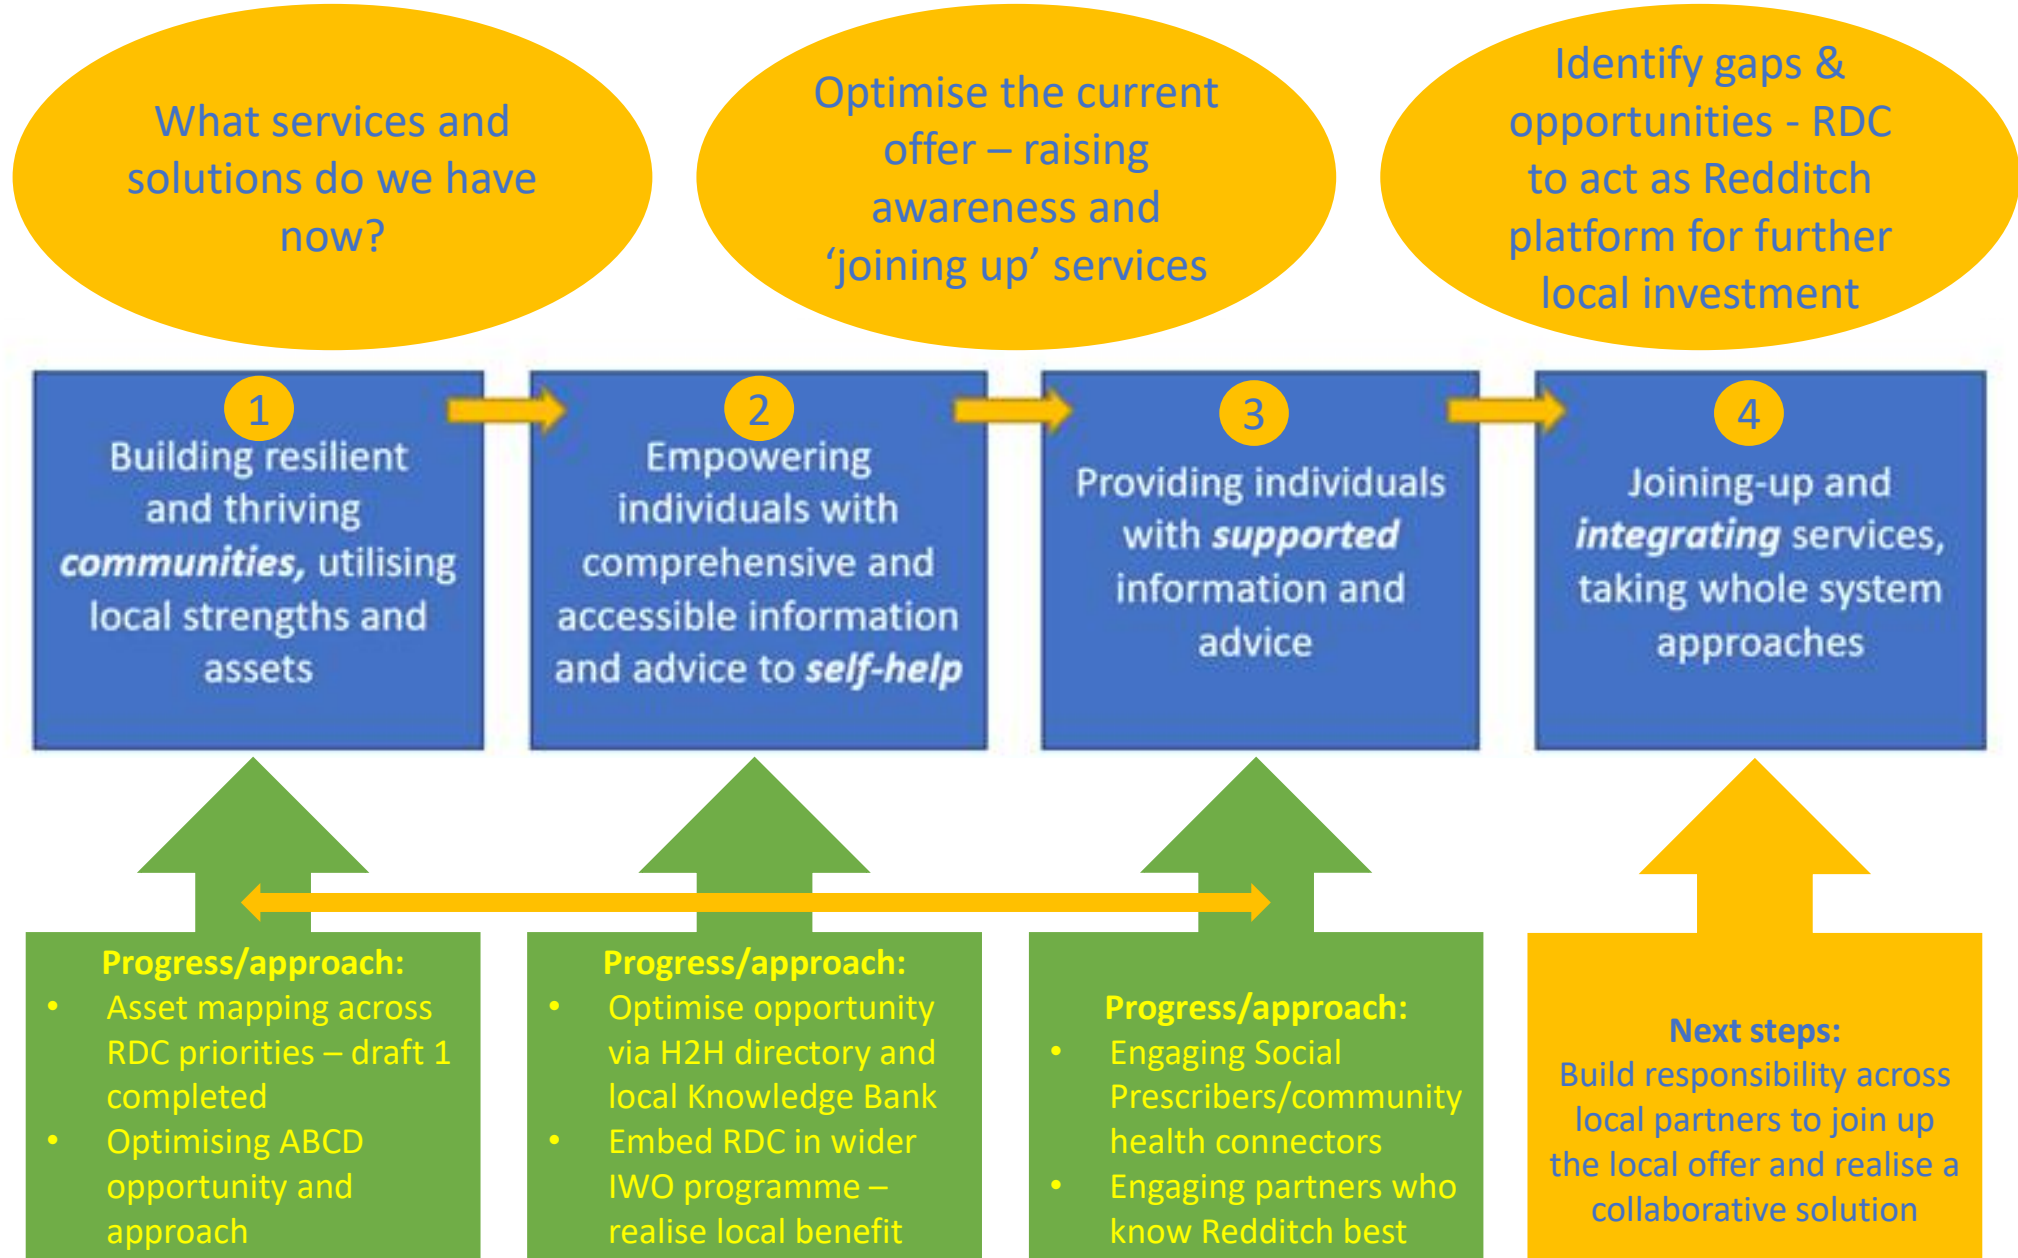 What services and
solutions do we have
now?
Optimise the current
offer – raising
awareness and
‘joining up’ services
Identify gaps &
opportunities - RDC
to act as Redditch
platform for further
local investment
1
Building resilient
and thriving
communities, utilising
local strengths and
assets
2
Empowering
individuals with
comprehensive and
accessible information
and advice to self-help
3
Providing individuals
with supported
information and
advice
4
Joining-up and
integrating services,
taking whole system
approaches
Progress/approach:
• Asset mapping across
RDC priorities – draft 1
completed
• Optimising ABCD
opportunity and
approach
Progress/approach:
• Optimise opportunity
via H2H directory and
local Knowledge Bank
• Embed RDC in wider
IWO programme –
realise local benefit
Progress/approach:
• Engaging Social
Prescribers/community
health connectors
• Engaging partners who
know Redditch best
Next steps:
Build responsibility across
local partners to join up
the local offer and realise a
collaborative solution